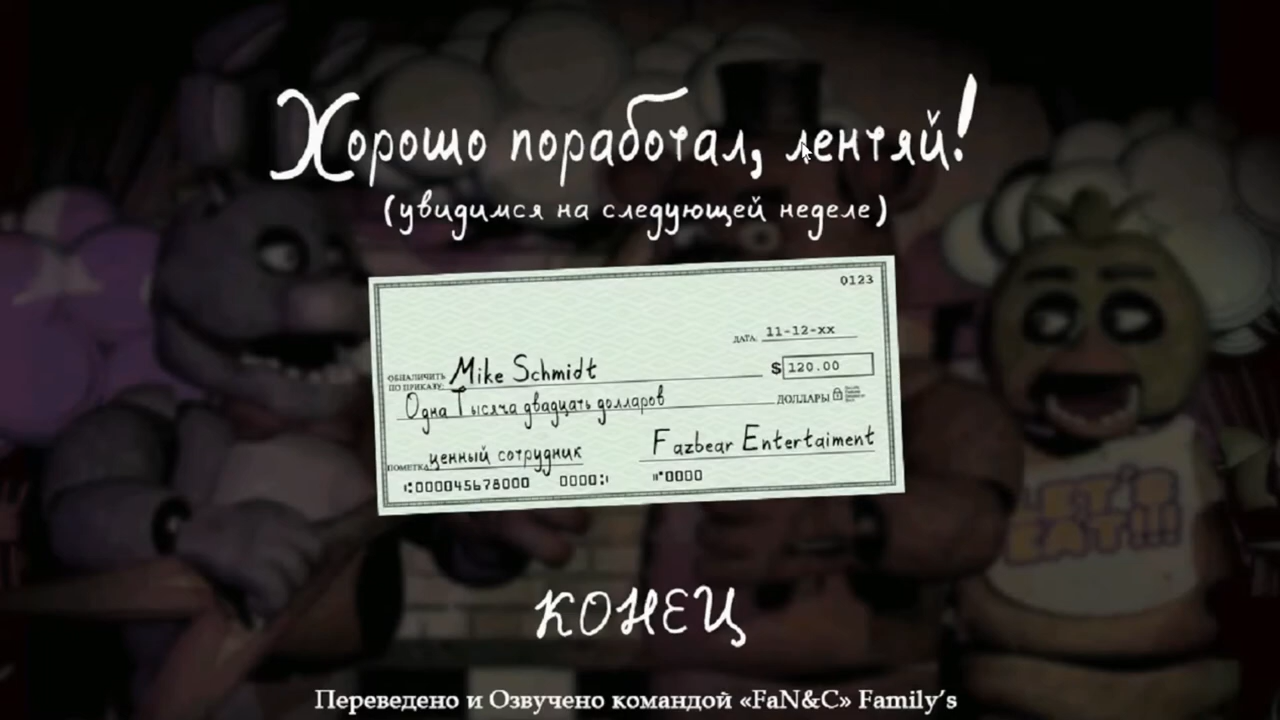 Хорошо поработал, лентяй!
(увидимся на следующей неделе)
0123
ДАТА: 11-12-xx
ОБНАЛИЧИТЬ
ПО ПРИКАЗУ: Mike Schmidt $ 120.00
Одна Тысяча двадцать долларов ДОЛЛАРЫ
ПОМЕТКА: ценный сотрудник Fazbear Entertaiment
⑆000045678000 0000⑆ ⑈0000
LET'S
EAT!!!
КОНЕЦ
Переведено и Озвучено командой «FaN&C» Family's